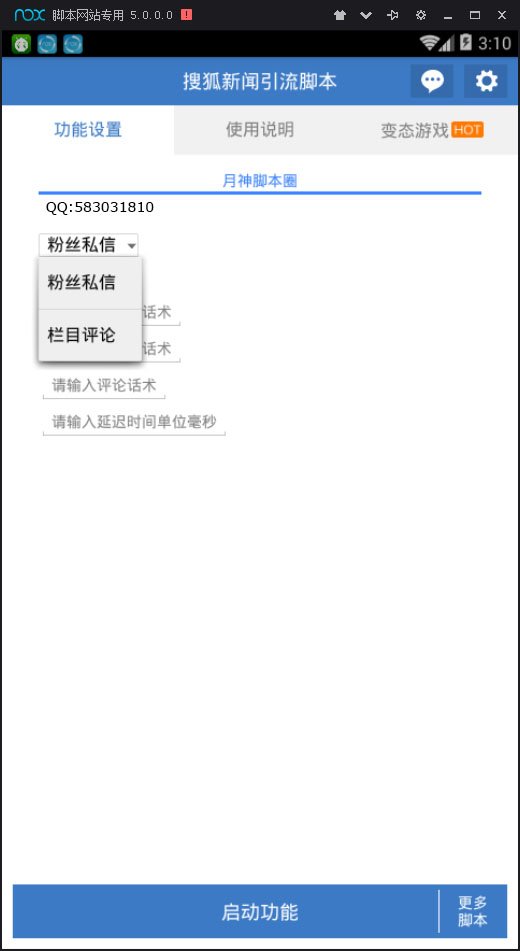 nox 脚本网站专用 5.0.0.0
3:10
搜狐新闻引流脚本
功能设置 使用说明 变态游戏 HOT
月神脚本圈
QQ:583031810
粉丝私信
粉丝私信
话术
栏目评论
话术
请输入评论话术
请输入延迟时间单位毫秒
启动功能
更多
脚本